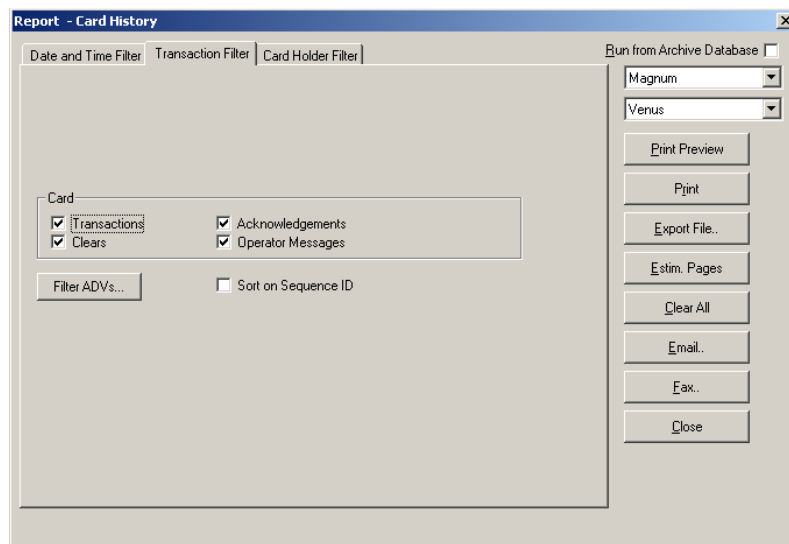 Report - Card History
Date and Time Filter
Transaction Filter
Card Holder Filter
Run from Archive Database
Magnum
Venus
Print Preview
Print
Export File..
Estim. Pages
Clear All
Email..
Fax..
Close
Card
Transactions
Acknowledgements
Clears
Operator Messages
Filter ADVs...
Sort on Sequence ID